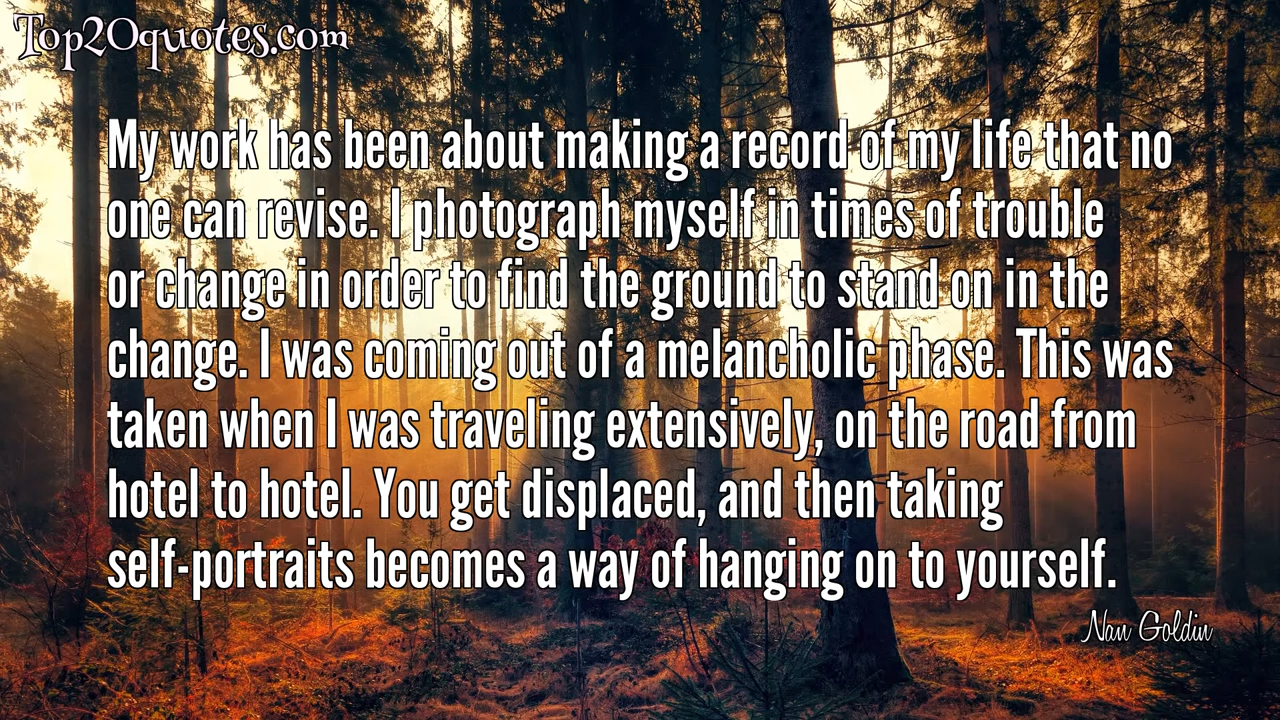 Top20quotes.com
My work has been about making a record of my life that no
one can revise. I photograph myself in times of trouble
or change in order to find the ground to stand on in the
change. I was coming out of a melancholic phase. This was
taken when I was traveling extensively, on the road from
hotel to hotel. You get displaced, and then taking
self-portraits becomes a way of hanging on to yourself.
Nan Goldin